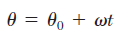 θ = θ₀ + ωt